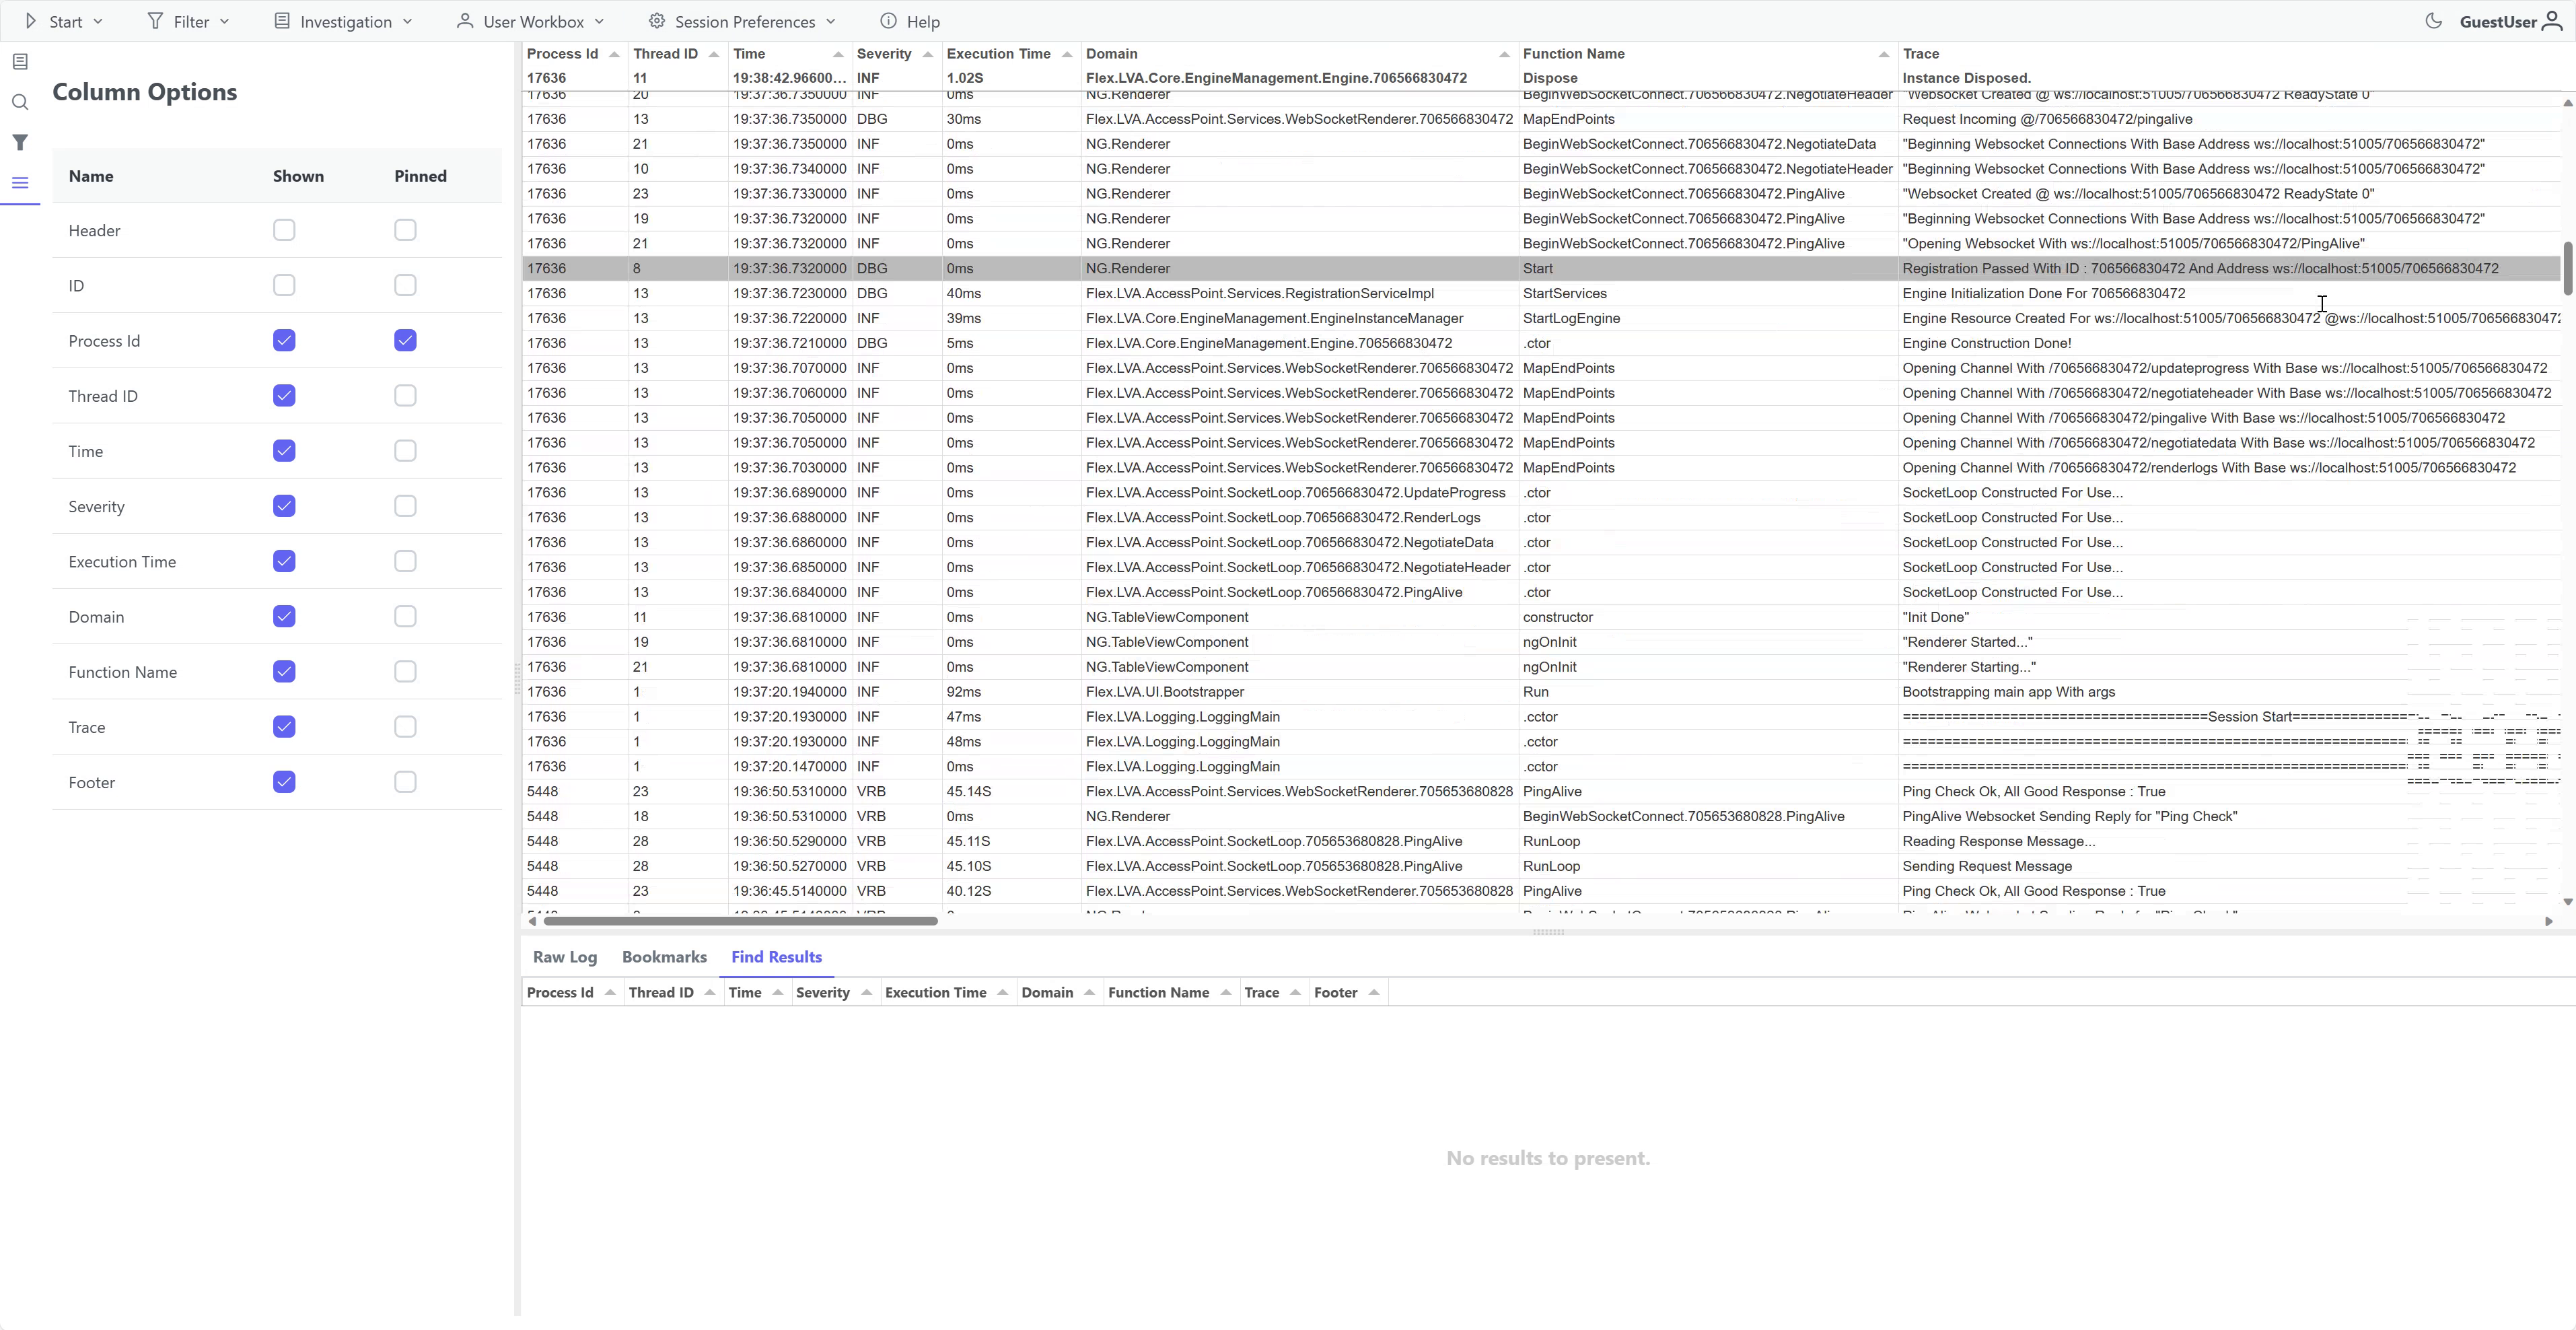 Start Filter Investigation User Workbox Session Preferences Help GuestUser
Column Options
Name Shown Pinned
Header
ID
Process Id
Thread ID
Time
Severity
Execution Time
Domain
Function Name
Trace
Footer
Process Id Thread ID Time Severity Execution Time Domain Function Name Trace
17636 11 19:38:42.96600... INF 1.02S Flex.LVA.Core.EngineManagement.Engine.706566830472 Dispose Instance Disposed.
17636 20 19:37:36.7350000 INF 0ms NG.Renderer BeginWebSocketConnect.706566830472.NegotiateHeader "Websocket Created @ ws://localhost:51005/706566830472 ReadyState 0"
17636 13 19:37:36.7350000 DBG 30ms Flex.LVA.AccessPoint.Services.WebSocketRenderer.706566830472 MapEndPoints Request Incoming @/706566830472/pingalive
17636 21 19:37:36.7350000 INF 0ms NG.Renderer BeginWebSocketConnect.706566830472.NegotiateData "Beginning Websocket Connections With Base Address ws://localhost:51005/706566830472"
17636 10 19:37:36.7340000 INF 0ms NG.Renderer BeginWebSocketConnect.706566830472.NegotiateHeader "Beginning Websocket Connections With Base Address ws://localhost:51005/706566830472"
17636 23 19:37:36.7330000 INF 0ms NG.Renderer BeginWebSocketConnect.706566830472.PingAlive "Websocket Created @ ws://localhost:51005/706566830472 ReadyState 0"
17636 19 19:37:36.7320000 INF 0ms NG.Renderer BeginWebSocketConnect.706566830472.PingAlive "Beginning Websocket Connections With Base Address ws://localhost:51005/706566830472"
17636 21 19:37:36.7320000 INF 0ms NG.Renderer BeginWebSocketConnect.706566830472.PingAlive "Opening Websocket With ws://localhost:51005/706566830472/PingAlive"
17636 8 19:37:36.7320000 DBG 0ms NG.Renderer Start Registration Passed With ID : 706566830472 And Address ws://localhost:51005/706566830472
17636 13 19:37:36.7230000 DBG 40ms Flex.LVA.AccessPoint.Services.RegistrationServiceImpl StartServices Engine Initialization Done For 706566830472
17636 13 19:37:36.7220000 INF 39ms Flex.LVA.Core.EngineManagement.EngineInstanceManager StartLogEngine Engine Resource Created For ws://localhost:51005/706566830472 @ws://localhost:51005/706566830472
17636 13 19:37:36.7210000 DBG 5ms Flex.LVA.Core.EngineManagement.Engine.706566830472 .ctor Engine Construction Done!
17636 13 19:37:36.7070000 INF 0ms Flex.LVA.AccessPoint.Services.WebSocketRenderer.706566830472 MapEndPoints Opening Channel With /706566830472/updateprogress With Base ws://localhost:51005/706566830472
17636 13 19:37:36.7060000 INF 0ms Flex.LVA.AccessPoint.Services.WebSocketRenderer.706566830472 MapEndPoints Opening Channel With /706566830472/negotiateheader With Base ws://localhost:51005/706566830472
17636 13 19:37:36.7050000 INF 0ms Flex.LVA.AccessPoint.Services.WebSocketRenderer.706566830472 MapEndPoints Opening Channel With /706566830472/pingalive With Base ws://localhost:51005/706566830472
17636 13 19:37:36.7050000 INF 0ms Flex.LVA.AccessPoint.Services.WebSocketRenderer.706566830472 MapEndPoints Opening Channel With /706566830472/negotiatedata With Base ws://localhost:51005/706566830472
17636 13 19:37:36.7030000 INF 0ms Flex.LVA.AccessPoint.Services.WebSocketRenderer.706566830472 MapEndPoints Opening Channel With /706566830472/renderlogs With Base ws://localhost:51005/706566830472
17636 13 19:37:36.6890000 INF 0ms Flex.LVA.AccessPoint.SocketLoop.706566830472.UpdateProgress .ctor SocketLoop Constructed For Use...
17636 13 19:37:36.6880000 INF 0ms Flex.LVA.AccessPoint.SocketLoop.706566830472.RenderLogs .ctor SocketLoop Constructed For Use...
17636 13 19:37:36.6860000 INF 0ms Flex.LVA.AccessPoint.SocketLoop.706566830472.NegotiateData .ctor SocketLoop Constructed For Use...
17636 13 19:37:36.6850000 INF 0ms Flex.LVA.AccessPoint.SocketLoop.706566830472.NegotiateHeader .ctor SocketLoop Constructed For Use...
17636 13 19:37:36.6840000 INF 0ms Flex.LVA.AccessPoint.SocketLoop.706566830472.PingAlive .ctor SocketLoop Constructed For Use...
17636 11 19:37:36.6810000 INF 0ms NG.TableViewComponent constructor "Init Done"
17636 19 19:37:36.6810000 INF 0ms NG.TableViewComponent ngOnInit "Renderer Started..."
17636 21 19:37:36.6810000 INF 0ms NG.TableViewComponent ngOnInit "Renderer Starting..."
17636 1 19:37:20.1940000 INF 92ms Flex.LVA.UI.Bootstrapper Run Bootstrapping main app With args
17636 1 19:37:20.1930000 INF 47ms Flex.LVA.Logging.LoggingMain .cctor =====================================Session Start===============
17636 1 19:37:20.1930000 INF 48ms Flex.LVA.Logging.LoggingMain .cctor =============================================================
17636 1 19:37:20.1470000 INF 0ms Flex.LVA.Logging.LoggingMain .cctor =============================================================
5448 23 19:36:50.5310000 VRB 45.14S Flex.LVA.AccessPoint.Services.WebSocketRenderer.705653680828 PingAlive Ping Check Ok, All Good Response : True
5448 18 19:36:50.5310000 VRB 0ms NG.Renderer BeginWebSocketConnect.705653680828.PingAlive PingAlive Websocket Sending Reply for "Ping Check"
5448 28 19:36:50.5290000 VRB 45.11S Flex.LVA.AccessPoint.SocketLoop.705653680828.PingAlive RunLoop Reading Response Message...
5448 28 19:36:50.5270000 VRB 45.10S Flex.LVA.AccessPoint.SocketLoop.705653680828.PingAlive RunLoop Sending Request Message
5448 23 19:36:45.5140000 VRB 40.12S Flex.LVA.AccessPoint.Services.WebSocketRenderer.705653680828 PingAlive Ping Check Ok, All Good Response : True
Raw Log Bookmarks Find Results
Process Id Thread ID Time Severity Execution Time Domain Function Name Trace Footer
No results to present.